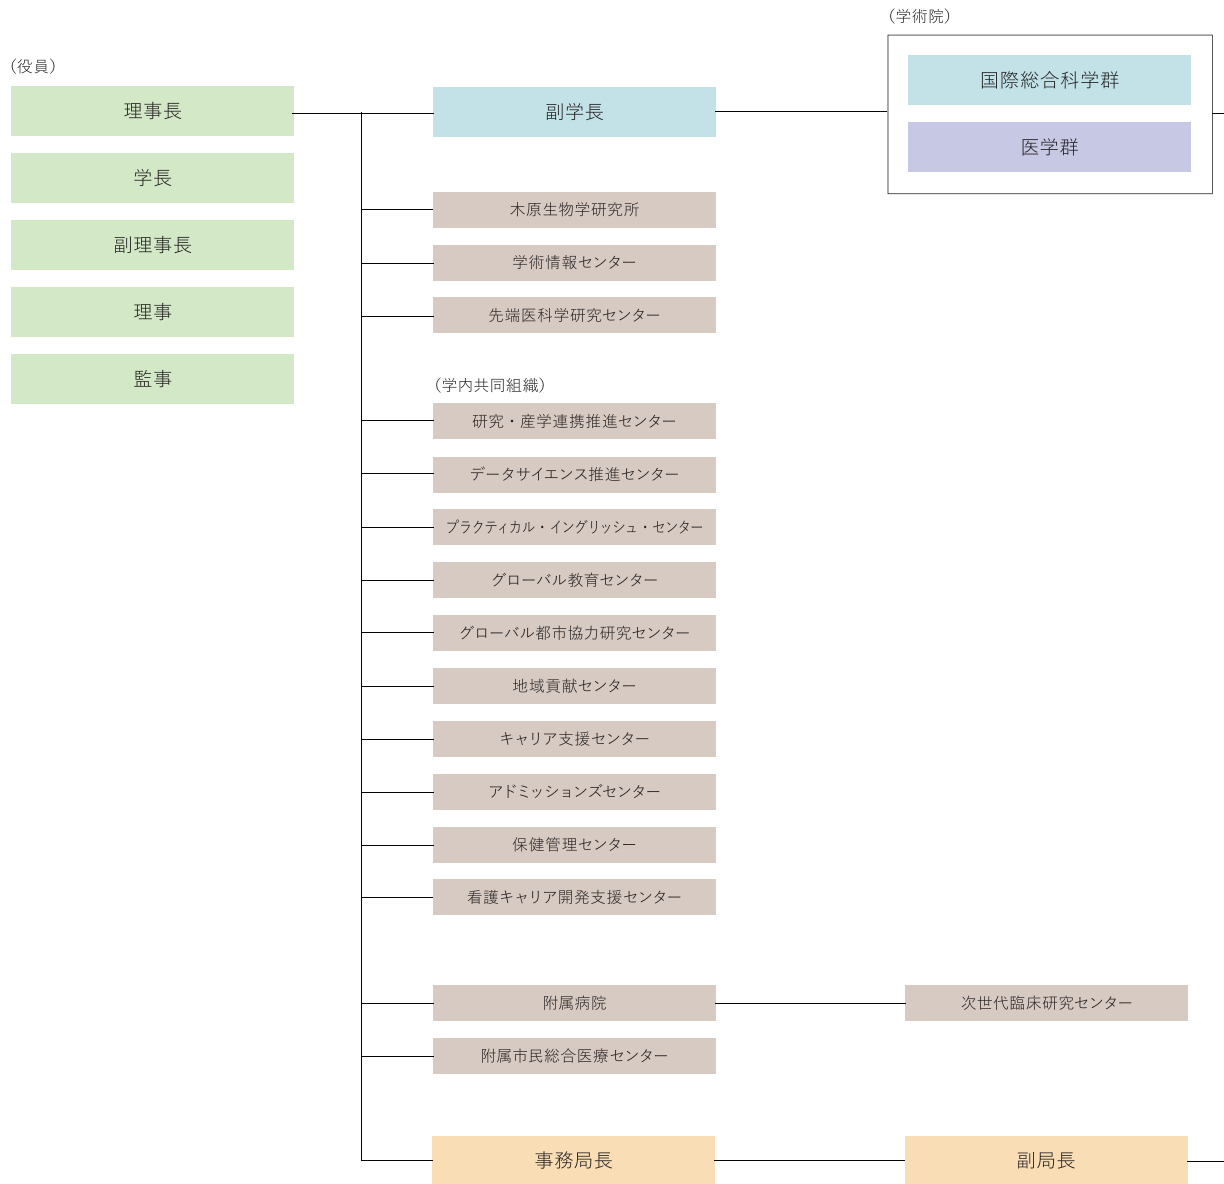 （役員）
理事長
学長
副理事長
理事
監事
副学長
（学術院）
国際総合科学群
医学群
木原生物学研究所
学術情報センター
先端医科学研究センター
（学内共同組織）
研究・産学連携推進センター
データサイエンス推進センター
プラクティカル・イングリッシュ・センター
グローバル教育センター
グローバル都市協力研究センター
地域貢献センター
キャリア支援センター
アドミッションズセンター
保健管理センター
看護キャリア開発支援センター
附属病院
次世代臨床研究センター
附属市民総合医療センター
事務局長
副局長